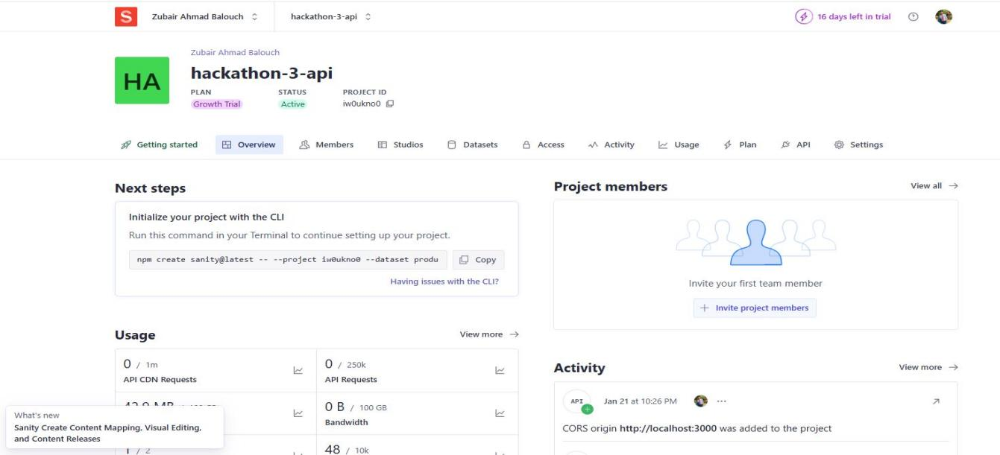 S Zubair Ahmad Balouch hackathon-3-api 16 days left in trial
Zubair Ahmad Balouch
HA hackathon-3-api
PLAN STATUS PROJECT ID
Growth Trial Active iw0ukno0
Getting started Overview Members Studios Datasets Access Activity Usage Plan API Settings
Next steps
Initialize your project with the CLI
Run this command in your Terminal to continue setting up your project.
npm create sanity@latest -- --project iw0ukno0 --dataset produ Copy
Having issues with the CLI?
Usage View more
0 / 1m
API CDN Requests
0 / 250k
API Requests
42.9 MB
0 B / 100 GB
Bandwidth
1 / 2
48 / 10k
What's new
Sanity Create Content Mapping, Visual Editing,
and Content Releases
Project members View all
Invite your first team member
+ Invite project members
Activity View more
API Jan 21 at 10:26 PM
CORS origin http://localhost:3000 was added to the project